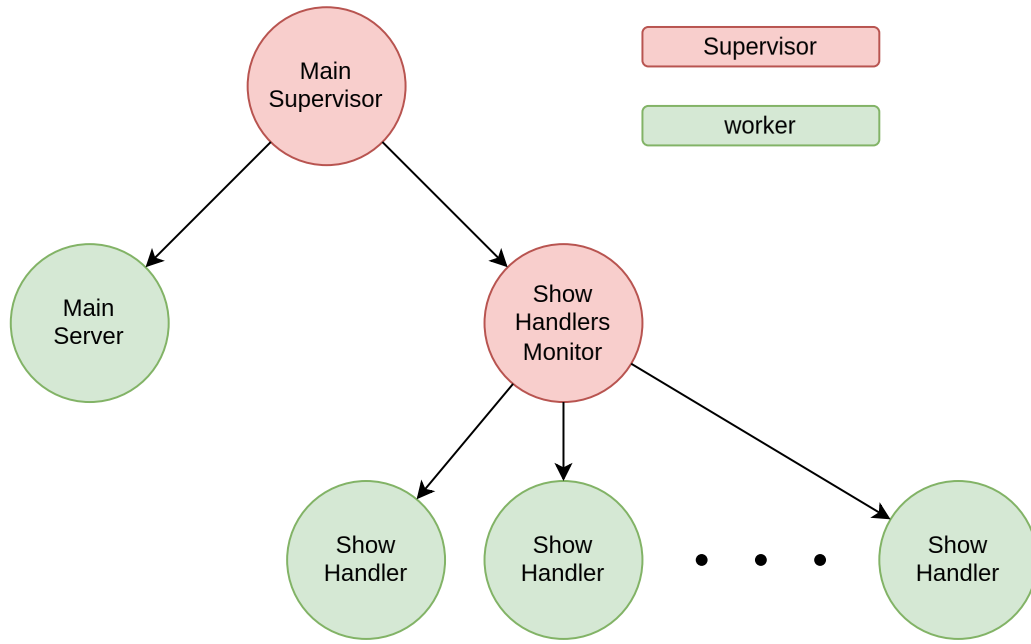 Main
Supervisor
Supervisor
worker
Main
Server
Show
Handlers
Monitor
Show
Handler
Show
Handler
Show
Handler